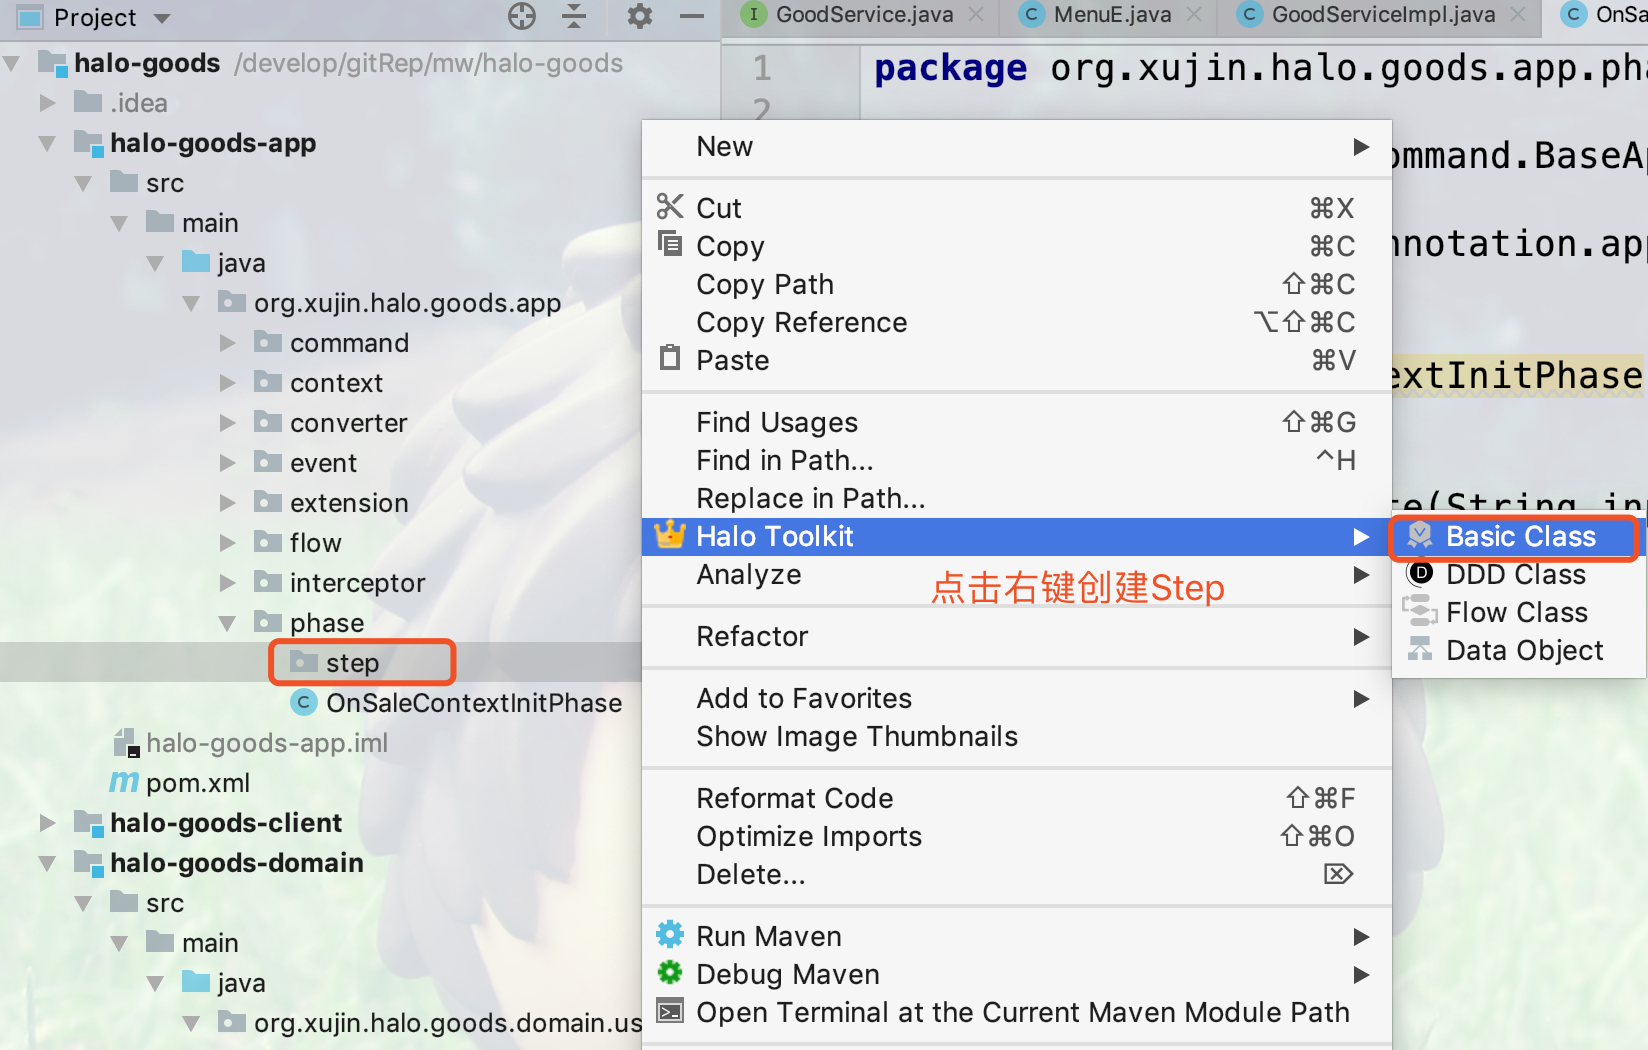 Project
halo-goods /develop/gitRep/mw/halo-goods
.idea
halo-goods-app
src
main
java
org.xujin.halo.goods.app
command
context
converter
event
extension
flow
interceptor
phase
step
OnSaleContextInitPhase
halo-goods-app.iml
pom.xml
halo-goods-client
halo-goods-domain
src
main
java
org.xujin.halo.goods.domain.us
GoodService.java
MenuE.java
GoodServiceImpl.java
OnSa
1 package org.xujin.halo.goods.app.pha
2
ommand.BaseAp
nnotation.app
extInitPhase
te(String inp
New
Cut ⌘X
Copy ⌘C
Copy Path ⇧⌘C
Copy Reference ⌥⇧⌘C
Paste ⌘V
Find Usages ⇧⌘G
Find in Path... ^H
Replace in Path...
Halo Toolkit
Analyze
点击右键创建Step
Refactor
Add to Favorites
Show Image Thumbnails
Reformat Code ⇧⌘F
Optimize Imports ⇧⌘O
Delete... ⌦
Run Maven
Debug Maven
Open Terminal at the Current Maven Module Path
Basic Class
DDD Class
Flow Class
Data Object